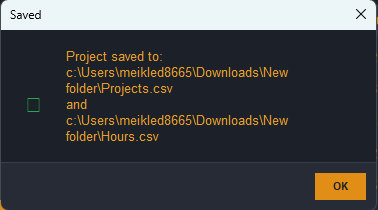 Saved
Project saved to:
c:\Users\meikled8665\Downloads\New
folder\Projects.csv
and
c:\Users\meikled8665\Downloads\New
folder\Hours.csv
OK